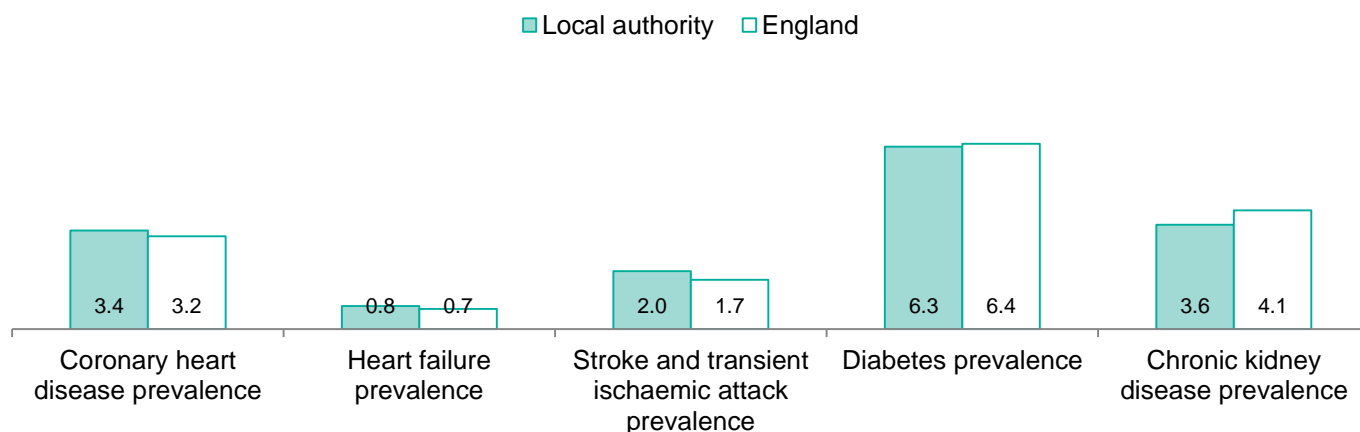 Local authority England
3.4 3.2 0.8 0.7 2.0 1.7 6.3 6.4 3.6 4.1
Coronary heart
disease prevalence
Heart failure
prevalence
Stroke and transient
ischaemic attack
prevalence
Diabetes prevalence
Chronic kidney
disease prevalence